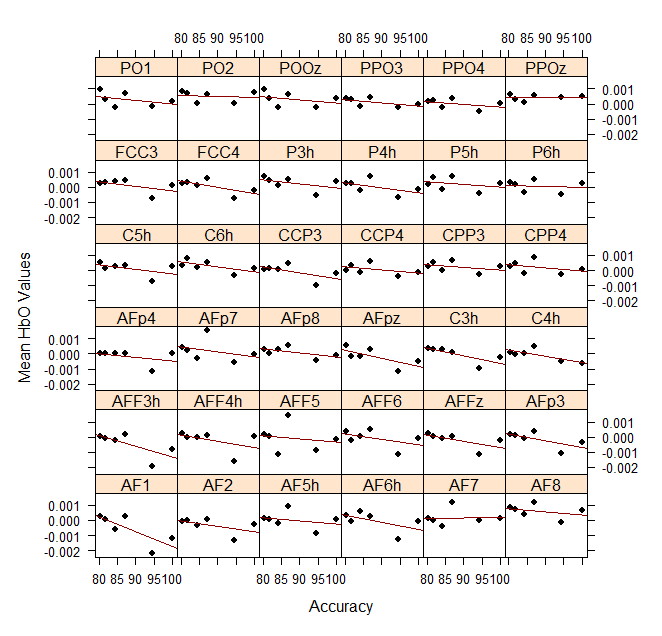 80 85 90 95100 80 85 90 95100 80 85 90 95100
PO1 PO2 POOz PPO3 PPO4 PPOz
0.001
0.000
-0.001
-0.002
FCC3 FCC4 P3h P4h P5h P6h
0.001
0.000
-0.001
-0.002
C5h C6h CCP3 CCP4 CPP3 CPP4
0.001
0.000
-0.001
-0.002
AFp4 AFp7 AFp8 AFpz C3h C4h
0.001
0.000
-0.001
-0.002
AFF3h AFF4h AFF5 AFF6 AFFz AFp3
0.001
0.000
-0.001
-0.002
AF1 AF2 AF5h AF6h AF7 AF8
0.001
0.000
-0.001
-0.002
80 85 90 95100 80 85 90 95100 80 85 90 95100
Mean HbO Values
Accuracy